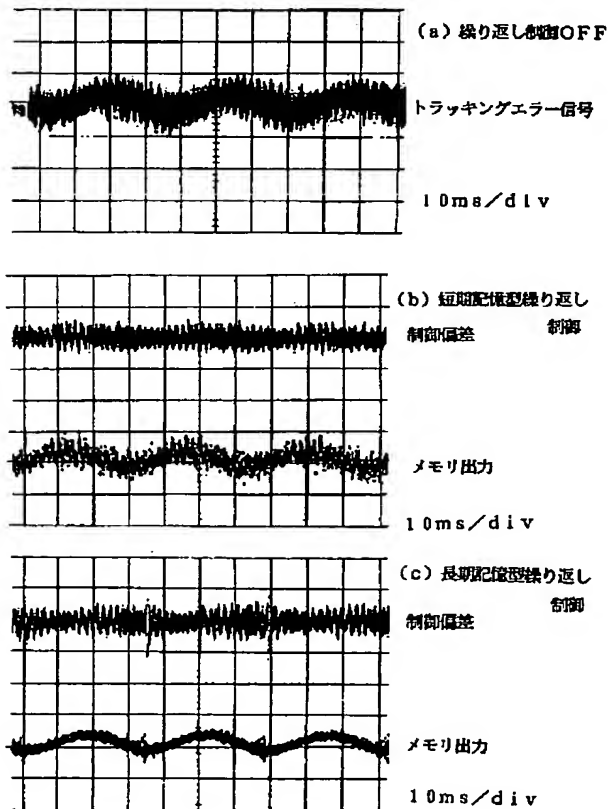 (a) 繰り返し制御OFF
トラッキングエラー信号
10ms/div
(b) 短期記憶型繰り返し
制御
制御偏差
メモリ出力
10ms/div
(c) 長期記憶型繰り返し
制御
制御偏差
メモリ出力
10ms/div